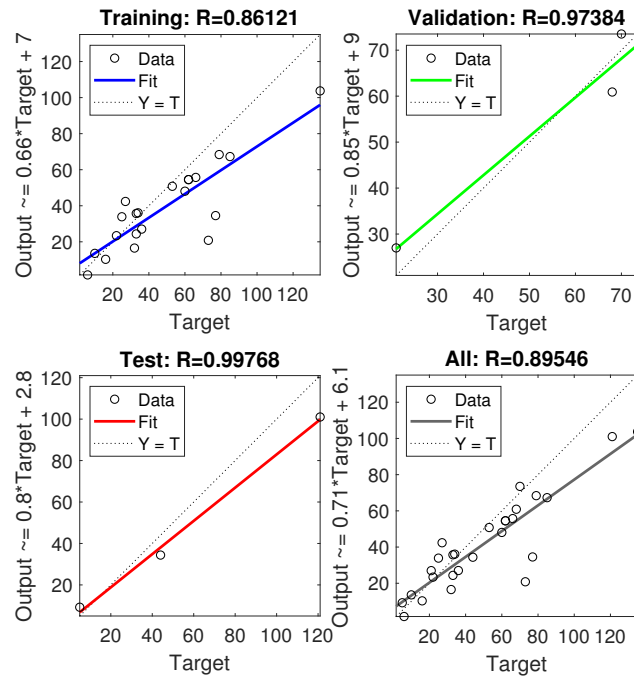 Training: R=0.86121
Output ~= 0.66*Target + 7
120
100
80
60
40
20
Data
Fit
Y = T
20 40 60 80 100 120
Target
Validation: R=0.97384
Output ~= 0.85*Target + 9
70
60
50
40
30
Data
Fit
Y = T
30 40 50 60 70
Target
Test: R=0.99768
Output ~= 0.8*Target + 2.8
120
100
80
60
40
20
Data
Fit
Y = T
20 40 60 80 100 120
Target
All: R=0.89546
Output ~= 0.71*Target + 6.1
120
100
80
60
40
20
Data
Fit
Y = T
20 40 60 80 100 120
Target